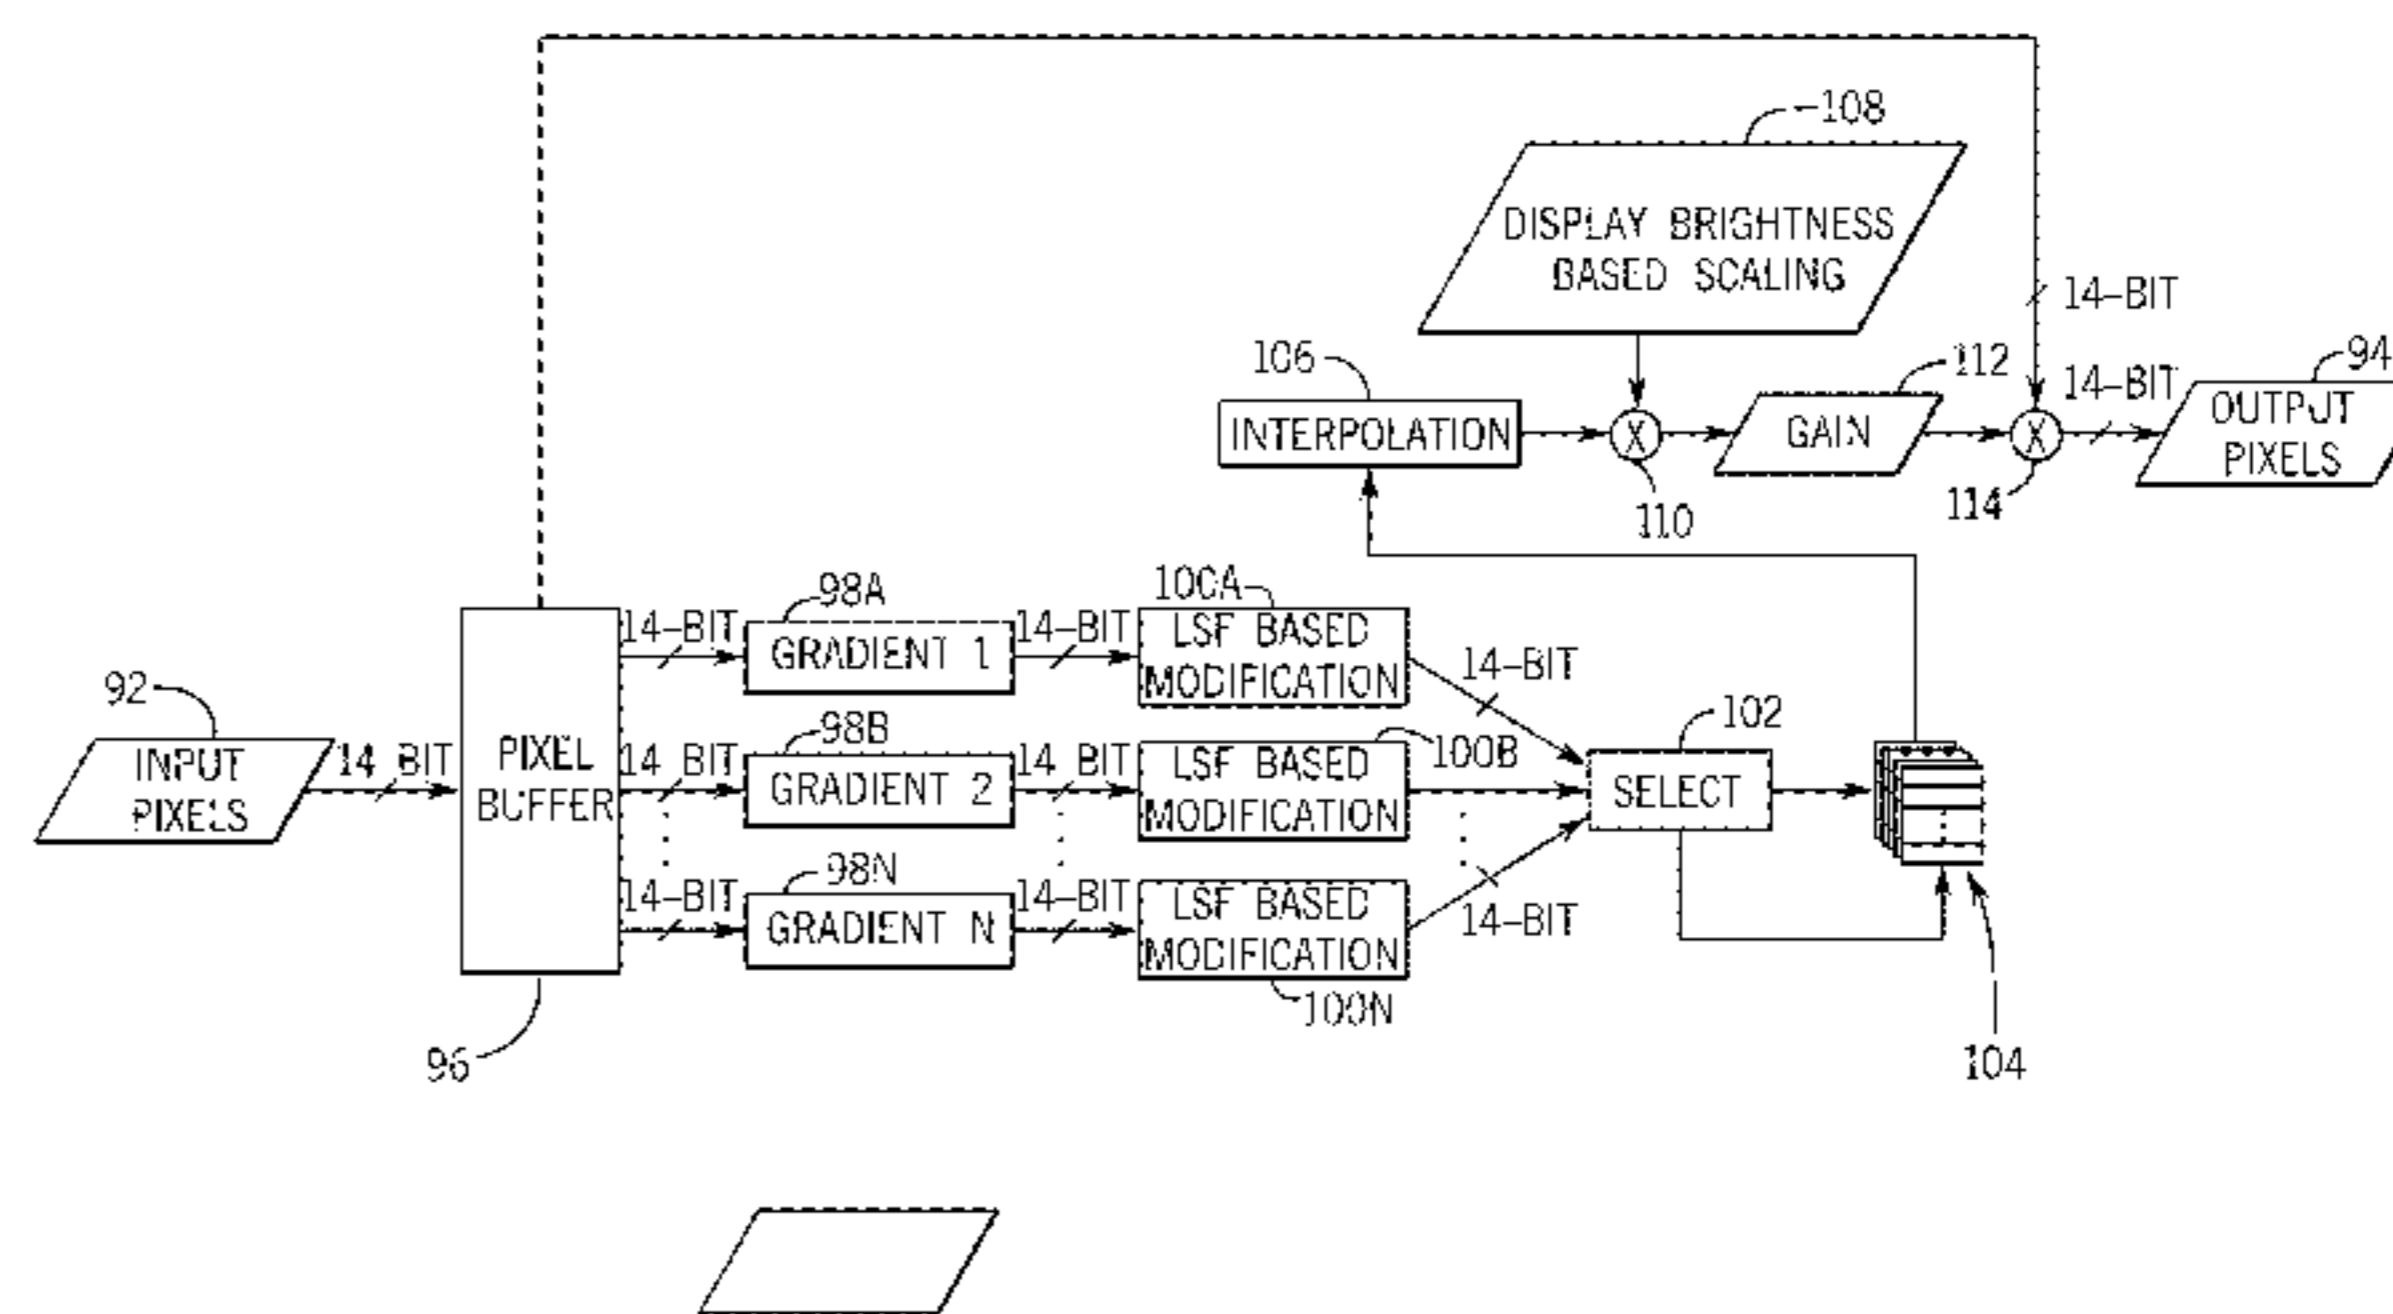 108
DISPLAY BRIGHTNESS
BASED SCALING
14-BIT
106
112
14-BIT
94
INTERPOLATION
X
GAIN
X
OUTPUT
PIXELS
110
114
98A
100A
14-BIT
GRADIENT 1
14-BIT
LSF BASED
MODIFICATION
14-BIT
92
98B
100B
102
INPUT
PIXELS
14 BIT
PIXEL
BUFFER
14 BIT
GRADIENT 2
14 BIT
LSF BASED
MODIFICATION
SELECT
98N
14-BIT
GRADIENT N
14-BIT
LSF BASED
MODIFICATION
14-BIT
100N
96
104